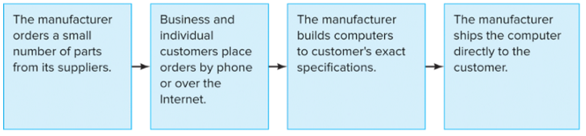 The manufacturer
orders a small
number of parts
from its suppliers.
Business and
individual
customers place
orders by phone
or over the
Internet.
The manufacturer
builds computers
to customer's exact
specifications.
The manufacturer
ships the computer
directly to the
customer.